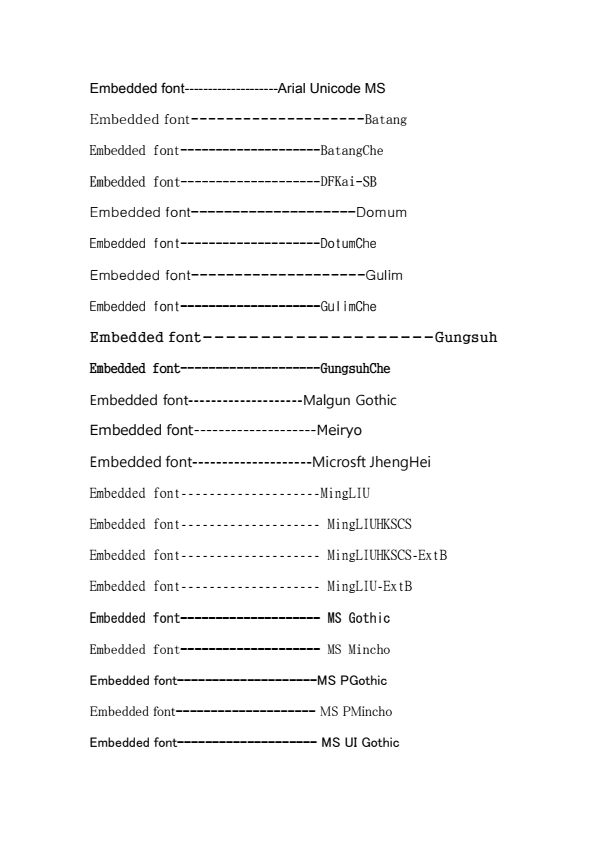 Embedded font--------------------Arial Unicode MS
Embedded font--------------------Batang
Embedded font--------------------BatangChe
Embedded font--------------------DFKai-SB
Embedded font--------------------Domum
Embedded font--------------------DotumChe
Embedded font--------------------Gulim
Embedded font--------------------GulimChe
Embedded font--------------------Gungsuh
Embedded font--------------------GungsuhChe
Embedded font--------------------Malgun Gothic
Embedded font--------------------Meiryo
Embedded font--------------------Microsft JhengHei
Embedded font--------------------MingLIU
Embedded font-------------------- MingLIUHKSCS
Embedded font-------------------- MingLIUHKSCS-ExtB
Embedded font-------------------- MingLIU-ExtB
Embedded font-------------------- MS Gothic
Embedded font-------------------- MS Mincho
Embedded font--------------------MS PGothic
Embedded font-------------------- MS PMincho
Embedded font-------------------- MS UI Gothic